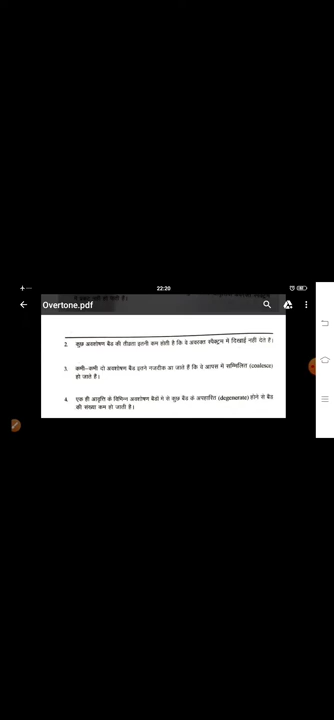 22:20
Overtone.pdf
2. कुछ अवशोषण बैंड की तीव्रता इतनी कम होती है कि वे अवरक्त स्पैक्ट्रम में दिखाई नहीं देते हैं।
3. कभी-कभी दो अवशोषण बैंड इतने नजदीक आ जाते हैं कि वे आपस में सम्मिलित (coalesce)
हो जाते हैं।
4. एक ही आवृत्ति के विभिन्न अवशोषण बैंडों में से कुछ बैंड के अपह्रासित (degenerate) होने से बैंड
की संख्या कम हो जाती है।